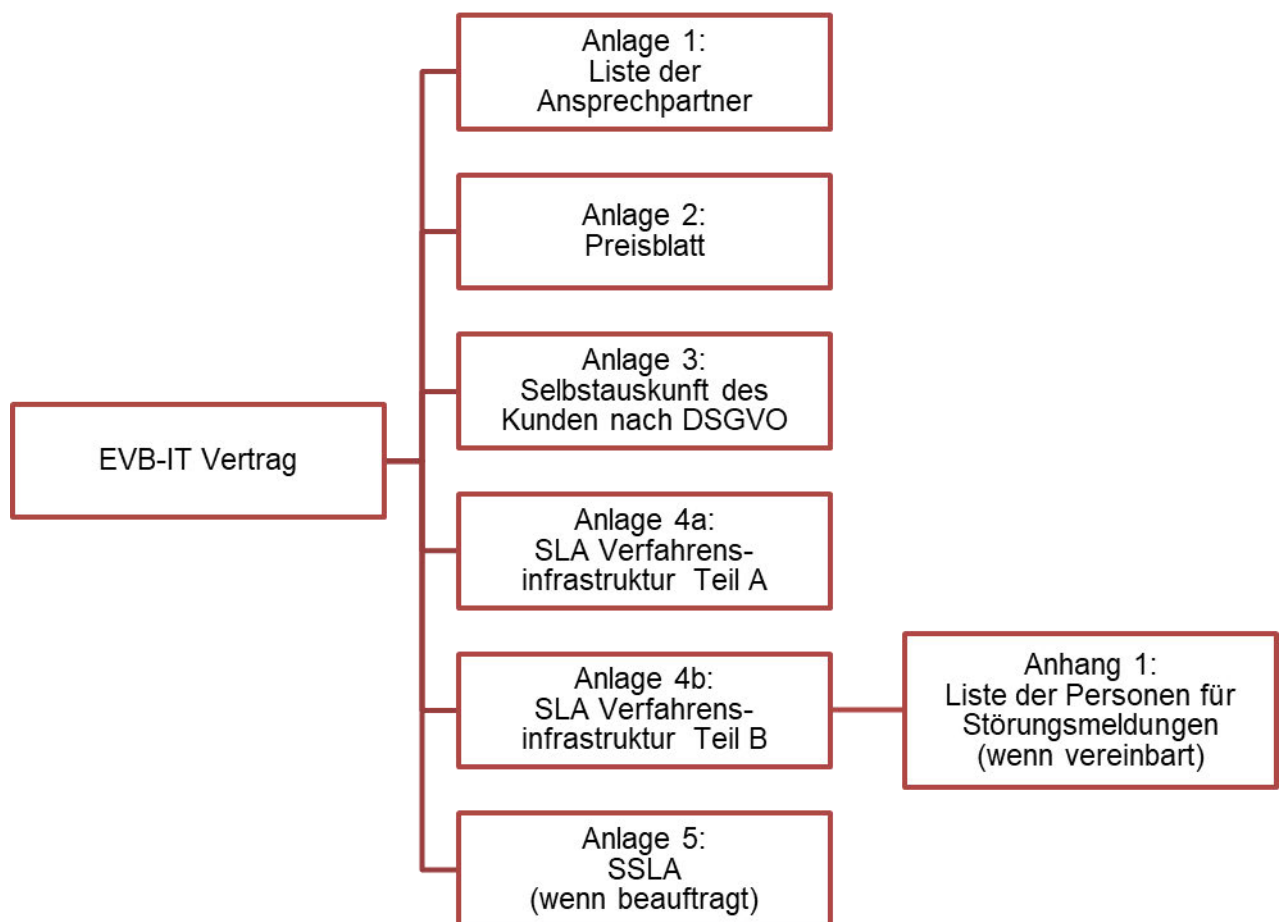 Anlage 1:
Liste der
Ansprechpartner
Anlage 2:
Preisblatt
Anlage 3:
Selbstauskunft des
Kunden nach DSGVO
EVB-IT Vertrag
Anlage 4a:
SLA Verfahrens-
infrastruktur Teil A
Anlage 4b:
SLA Verfahrens-
infrastruktur Teil B
Anhang 1:
Liste der Personen für
Störungsmeldungen
(wenn vereinbart)
Anlage 5:
SSLA
(wenn beauftragt)